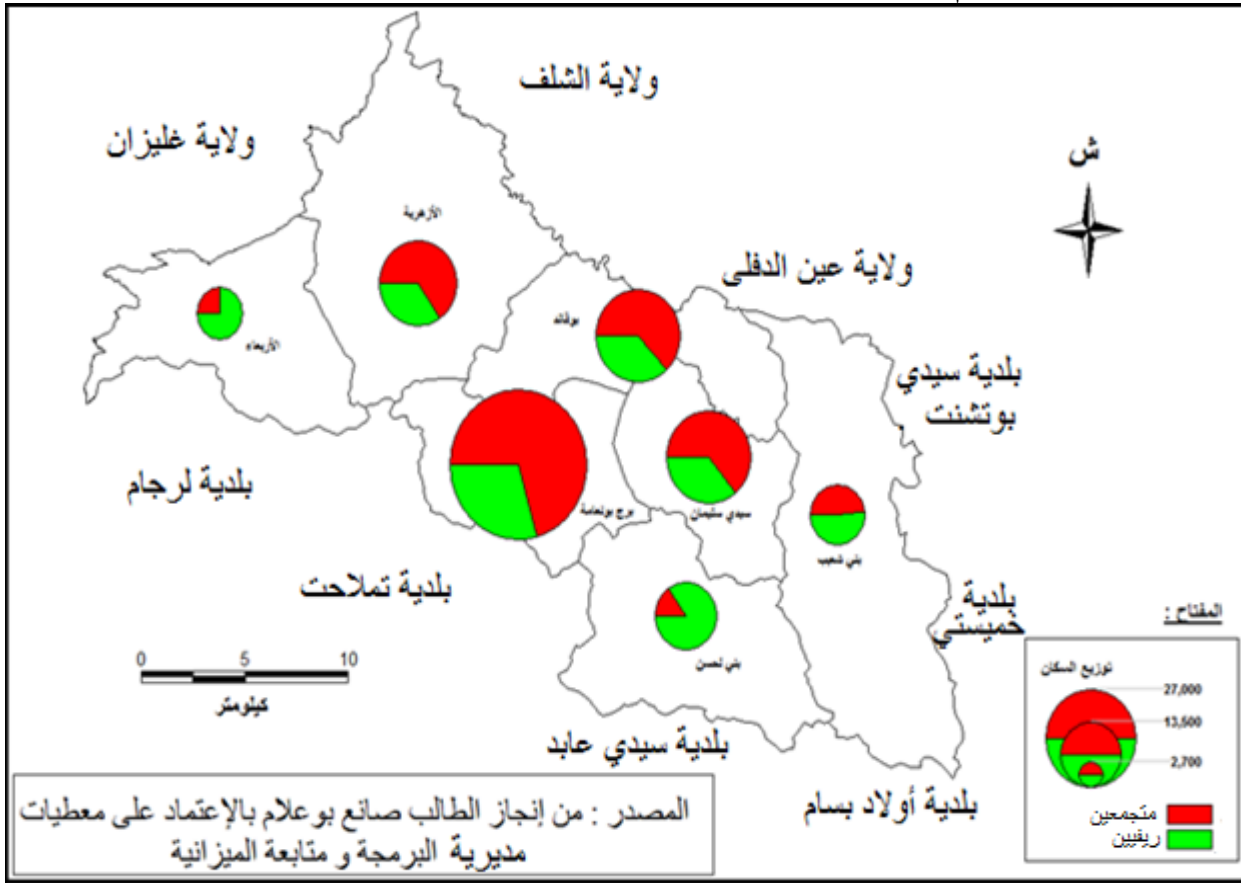 ولاية الشلف
ولاية غليزان
ش
الأزهرية
ولاية عين الدفلى
بوقائد
الأربعاء
بلدية سيدي
بوتشنت
بلدية لرجام
برج بونعامة
سيدي سليمان
بني شعيب
بلدية تملاحت
بلدية
خميستي
بني لحسن
0 5 10
كيلومتر
بلدية سيدي عابد
بلدية أولاد بسام
المفتاح :
توزيع السكان
27,000
13,500
2,700
متجمعين
ريفيين
المصدر : من إنجاز الطالب صانع بوعلام بالإعتماد على معطيات
مديرية البرمجة و متابعة الميزانية